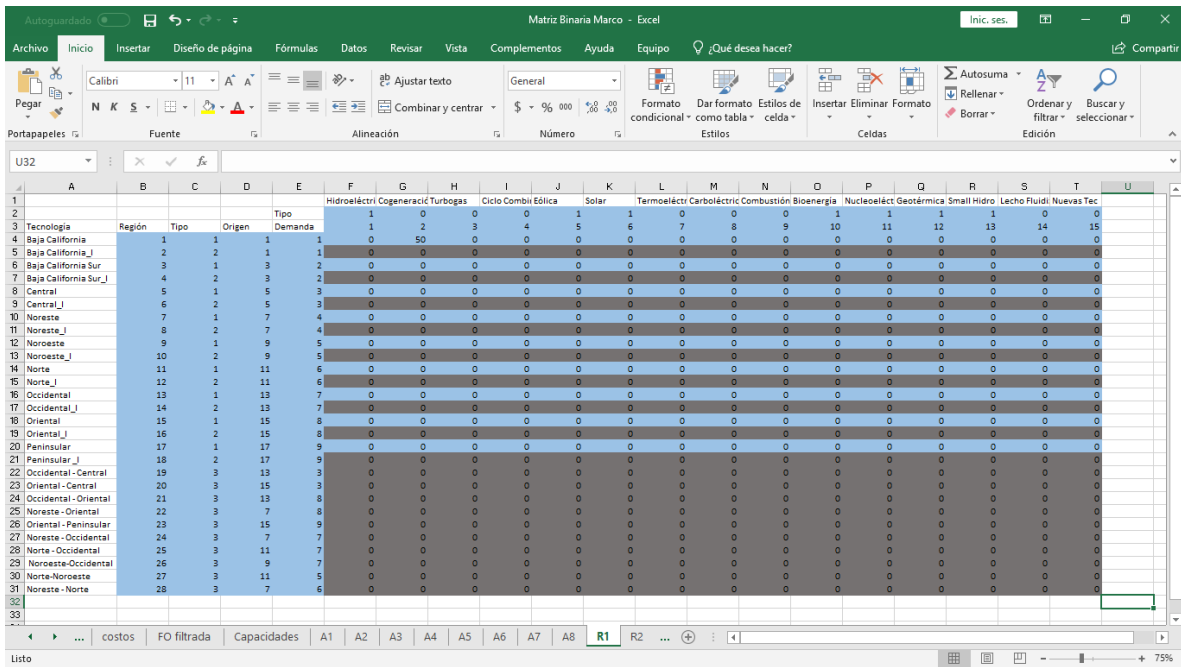 Autoguardado Matriz Binaria Marco - Excel Inic. ses.
Archivo Inicio Insertar Diseño de página Fórmulas Datos Revisar Vista Complementos Ayuda Equipo ¿Qué desea hacer? Compartir
Pegar Calibri 11 A A ab Ajustar texto General Formato condicional Dar formato como tabla Estilos de celda Insertar Eliminar Formato Autosuma Rellenar Borrar Ordenar y filtrar Buscar y seleccionar
N K S A Combinar y centrar $ % 000
Portapapeles Fuente Alineación Número Estilos Celdas Edición
U32 fx
A B C D E F G H I J K L M N O P Q R S T U
1 Hidroeléctri Cogeneració Turbogas Ciclo Combi Eólica Solar Termoeléctr Carboléctric Combustión Bioenergia Nucleoeléct Geotérmica Small Hidro Lecho Fluidi: Nuevas Tec
2 Tipo 1 0 0 0 1 1 0 0 0 1 1 1 1 0 0
3 Tecnología Región Tipo Origen Demanda 1 2 3 4 5 6 7 8 9 10 11 12 13 14 15
4 Baja California 1 1 1 1 0 50 0 0 0 0 0 0 0 0 0 0 0 0 0
5 Baja California_I 2 2 1 1 0 0 0 0 0 0 0 0 0 0 0 0 0 0 0
6 Baja California Sur 3 1 3 2 0 0 0 0 0 0 0 0 0 0 0 0 0 0 0
7 Baja California Sur_I 4 2 3 2 0 0 0 0 0 0 0 0 0 0 0 0 0 0 0
8 Central 5 1 5 3 0 0 0 0 0 0 0 0 0 0 0 0 0 0 0
9 Central_I 6 2 5 3 0 0 0 0 0 0 0 0 0 0 0 0 0 0 0
10 Noreste 7 1 7 4 0 0 0 0 0 0 0 0 0 0 0 0 0 0 0
11 Noreste_I 8 2 7 4 0 0 0 0 0 0 0 0 0 0 0 0 0 0 0
12 Noroeste 9 1 9 5 0 0 0 0 0 0 0 0 0 0 0 0 0 0 0
13 Noroeste_I 10 2 9 5 0 0 0 0 0 0 0 0 0 0 0 0 0 0 0
14 Norte 11 1 11 6 0 0 0 0 0 0 0 0 0 0 0 0 0 0 0
15 Norte_I 12 2 11 6 0 0 0 0 0 0 0 0 0 0 0 0 0 0 0
16 Occidental 13 1 13 7 0 0 0 0 0 0 0 0 0 0 0 0 0 0 0
17 Occidental_I 14 2 13 7 0 0 0 0 0 0 0 0 0 0 0 0 0 0 0
18 Oriental 15 1 15 8 0 0 0 0 0 0 0 0 0 0 0 0 0 0 0
19 Oriental_I 16 2 15 8 0 0 0 0 0 0 0 0 0 0 0 0 0 0 0
20 Peninsular 17 1 17 9 0 0 0 0 0 0 0 0 0 0 0 0 0 0 0
21 Peninsular _I 18 2 17 9 0 0 0 0 0 0 0 0 0 0 0 0 0 0 0
22 Occidental - Central 19 3 13 3 0 0 0 0 0 0 0 0 0 0 0 0 0 0 0
23 Oriental - Central 20 3 15 3 0 0 0 0 0 0 0 0 0 0 0 0 0 0 0
24 Occidental - Oriental 21 3 13 8 0 0 0 0 0 0 0 0 0 0 0 0 0 0 0
25 Noreste - Oriental 22 3 7 8 0 0 0 0 0 0 0 0 0 0 0 0 0 0 0
26 Oriental - Peninsular 23 3 15 9 0 0 0 0 0 0 0 0 0 0 0 0 0 0 0
27 Noreste - Occidental 24 3 7 7 0 0 0 0 0 0 0 0 0 0 0 0 0 0 0
28 Norte - Occidental 25 3 11 7 0 0 0 0 0 0 0 0 0 0 0 0 0 0 0
29 Noroeste-Occidental 26 3 9 7 0 0 0 0 0 0 0 0 0 0 0 0 0 0 0
30 Norte-Noroeste 27 3 11 5 0 0 0 0 0 0 0 0 0 0 0 0 0 0 0
31 Noreste - Norte 28 3 7 6 0 0 0 0 0 0 0 0 0 0 0 0 0 0 0
32
33
... costos FO filtrada Capacidades A1 A2 A3 A4 A5 A6 A7 A8 R1 R2 ...
Listo 75%